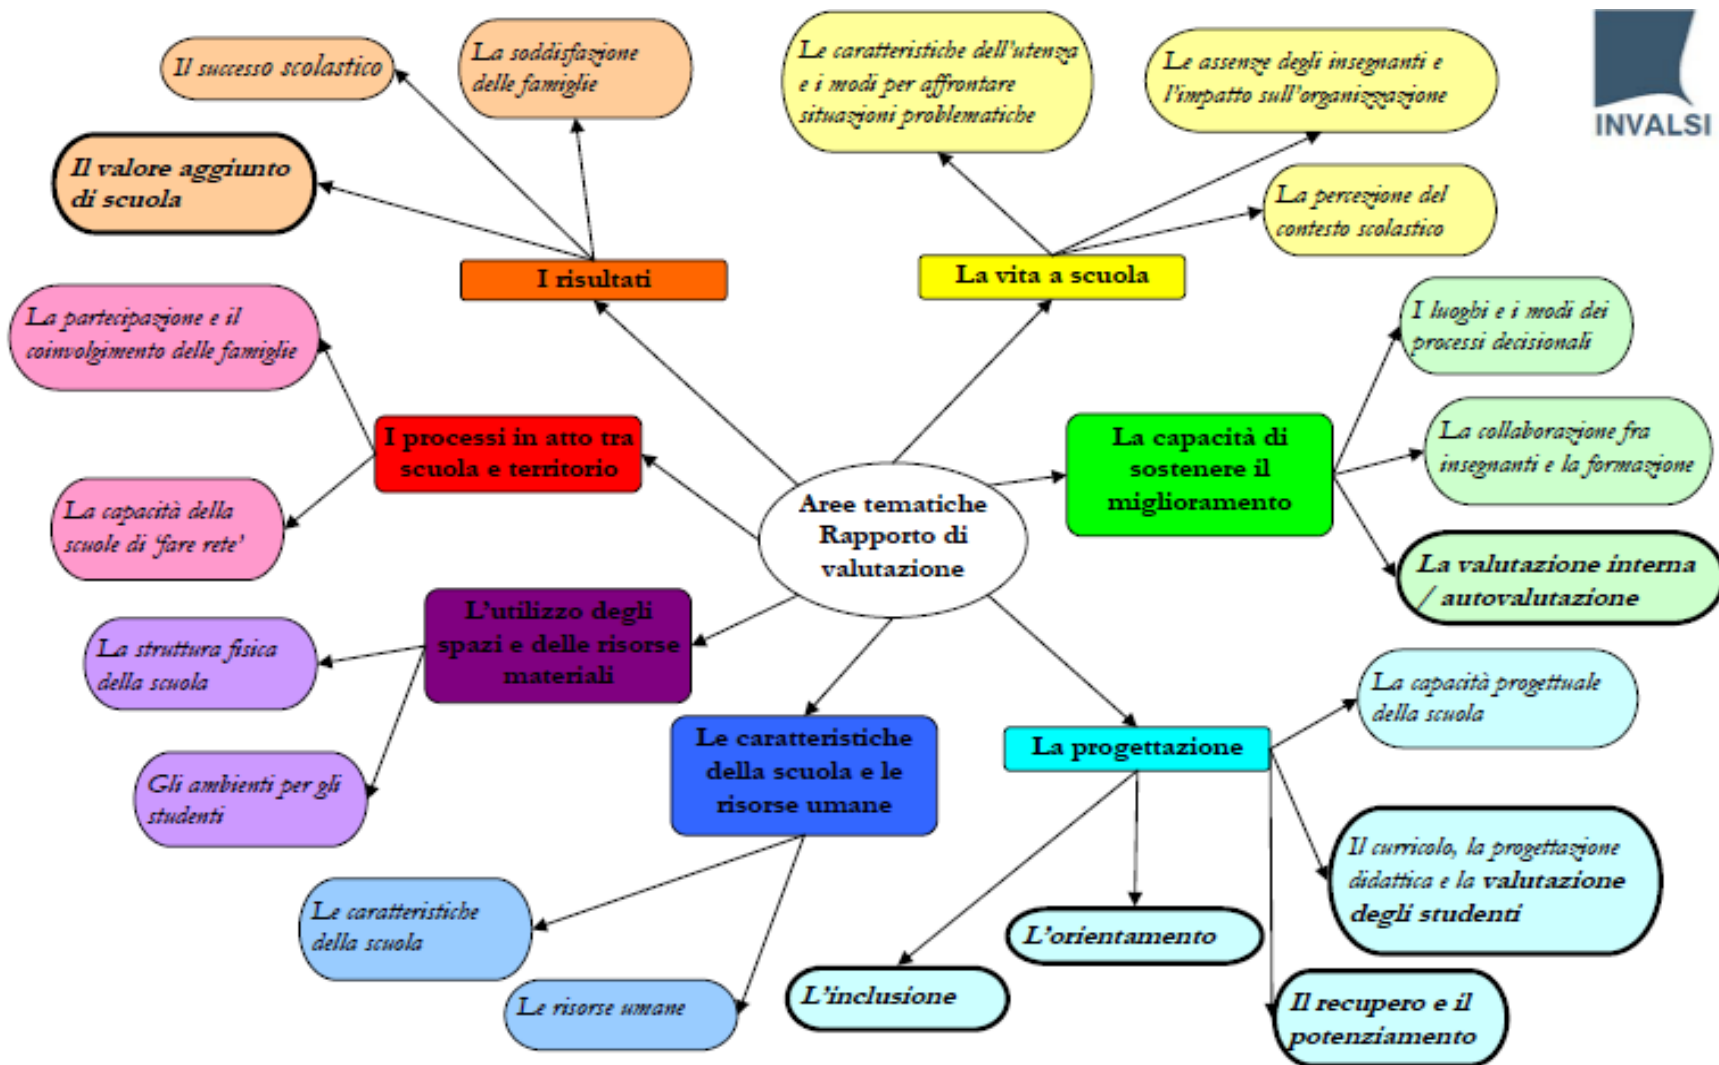 Il successo scolastico
La soddisfazione
delle famiglie
Le caratteristiche dell'utenza
e i modi per affrontare
situazioni problematiche
Le assenze degli insegnanti e
l'impatto sull'organizzazione
INVALSI
Il valore aggiunto
di scuola
La percezione del
contesto scolastico
I risultati
La vita a scuola
La partecipazione e il
coinvolgimento delle famiglie
I luoghi e i modi dei
processi decisionali
I processi in atto tra
scuola e territorio
La capacità di
sostenere il
miglioramento
La collaborazione fra
insegnanti e la formazione
La capacità della
scuole di 'fare rete'
Aree tematiche
Rapporto di
valutazione
La valutazione interna
/ autovalutazione
L'utilizzo degli
spazi e delle risorse
materiali
La struttura fisica
della scuola
La capacità progettuale
della scuola
Le caratteristiche
della scuola e le
risorse umane
La progettazione
Gli ambienti per gli
studenti
Il curricolo, la progettazione
didattica e la valutazione
degli studenti
Le caratteristiche
della scuola
L'orientamento
L'inclusione
Le risorse umane
Il recupero e il
potenziamento